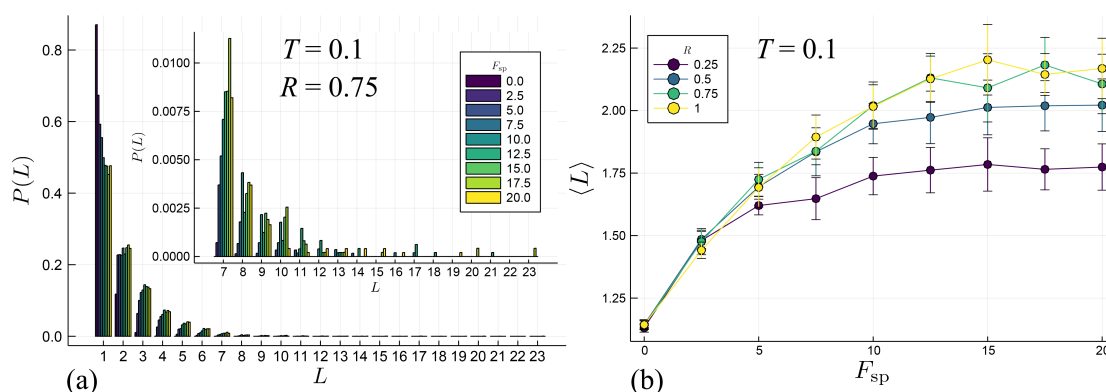 T = 0.1
R = 0.75
F_sp
0.0
2.5
5.0
7.5
10.0
12.5
15.0
17.5
20.0
P(L)
0.0100
0.0075
0.0050
0.0025
0.0000
7 8 9 10 11 12 13 14 15 16 17 18 19 20 21 22 23
L
P(L)
0.8
0.6
0.4
0.2
0.0
1 2 3 4 5 6 7 8 9 10 11 12 13 14 15 16 17 18 19 20 21 22 23
L
(a)
T = 0.1
R
0.25
0.5
0.75
1
⟨L⟩
2.25
2.00
1.75
1.50
1.25
0 5 10 15 20
F_sp
(b)